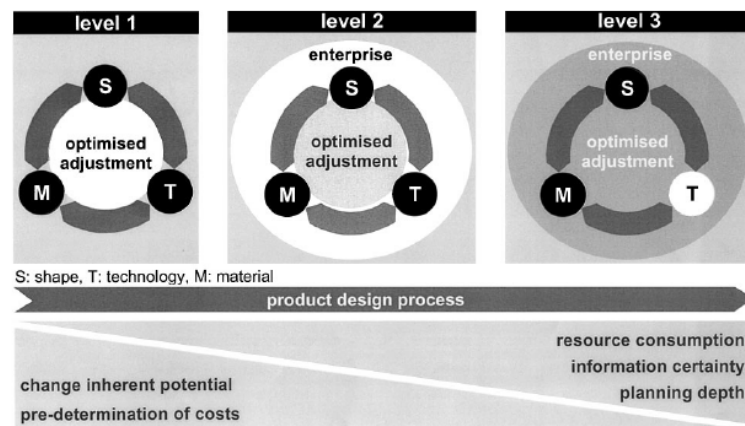 level 1
level 2
level 3
enterprise
enterprise
S
S
S
optimised
adjustment
optimised
adjustment
optimised
adjustment
M
T
M
T
M
T
S: shape, T: technology, M: material
product design process
resource consumption
information certainty
change inherent potential
planning depth
pre-determination of costs